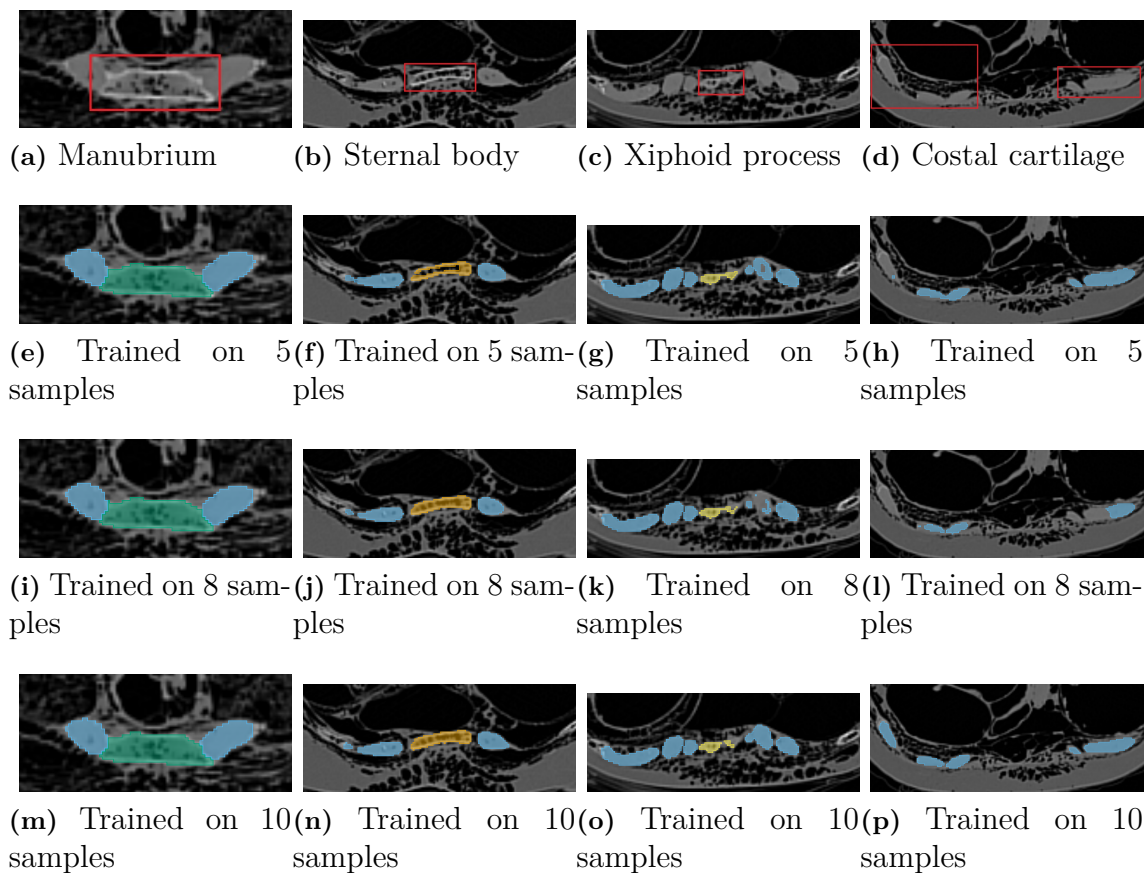 (a) Manubrium
(b) Sternal body
(c) Xiphoid process
(d) Costal cartilage
(e) Trained on 5
samples
(f) Trained on 5 sam-
ples
(g) Trained on 5
samples
(h) Trained on 5
samples
(i) Trained on 8 sam-
ples
(j) Trained on 8 sam-
ples
(k) Trained on 8
samples
(l) Trained on 8 sam-
ples
(m) Trained on 10
samples
(n) Trained on 10
samples
(o) Trained on 10
samples
(p) Trained on 10
samples